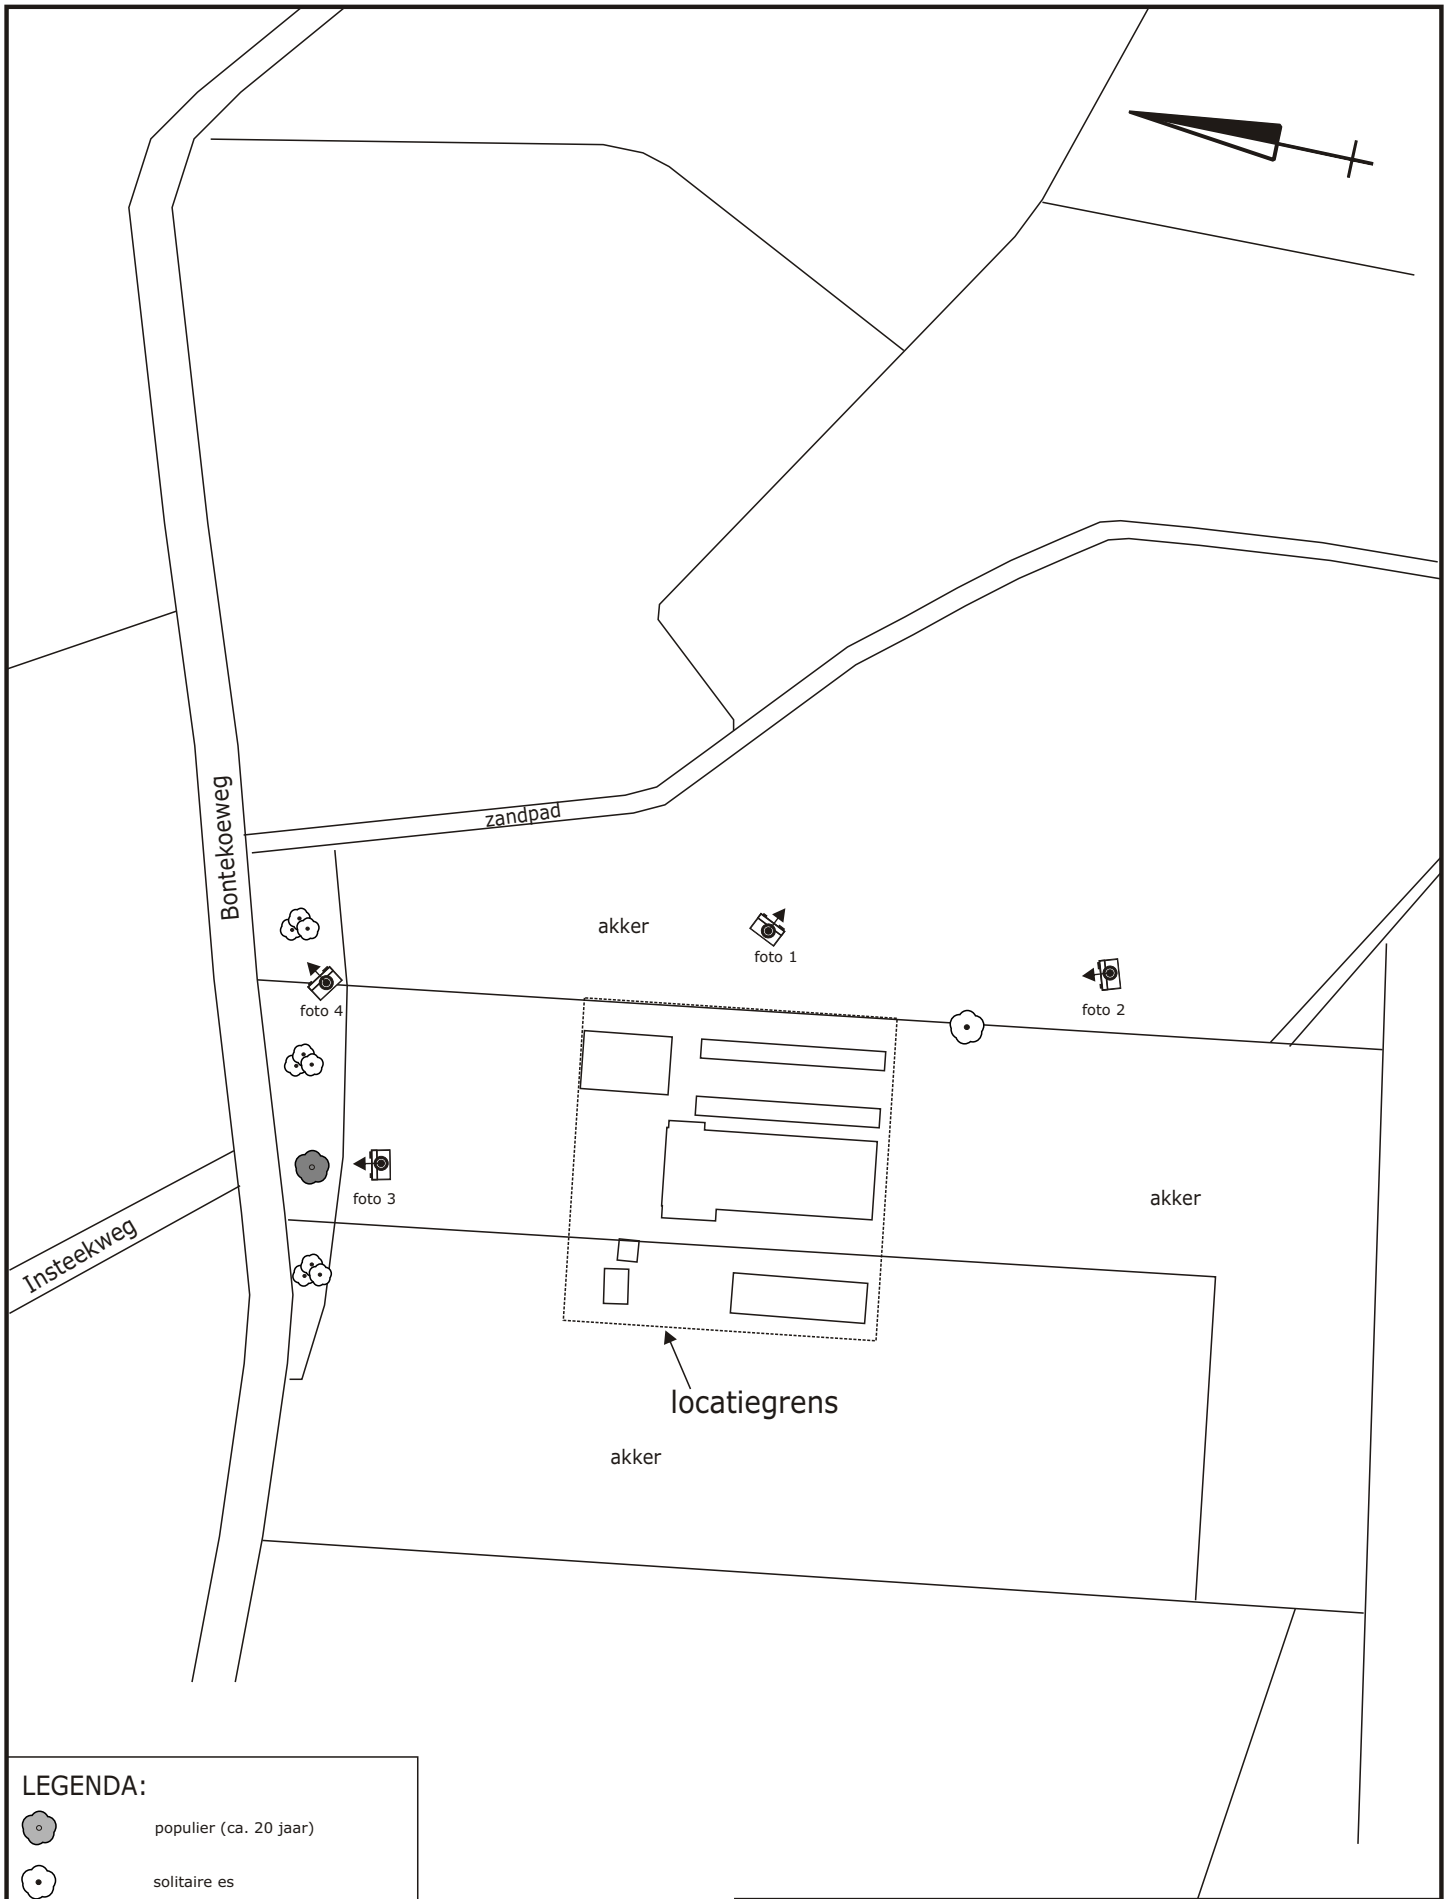 Bontekoeweg
zandpad
akker
foto 1
foto 2
foto 4
foto 3
akker
Insteekweg
locatiegrens
akker
LEGENDA:
populier (ca. 20 jaar)
solitaire es